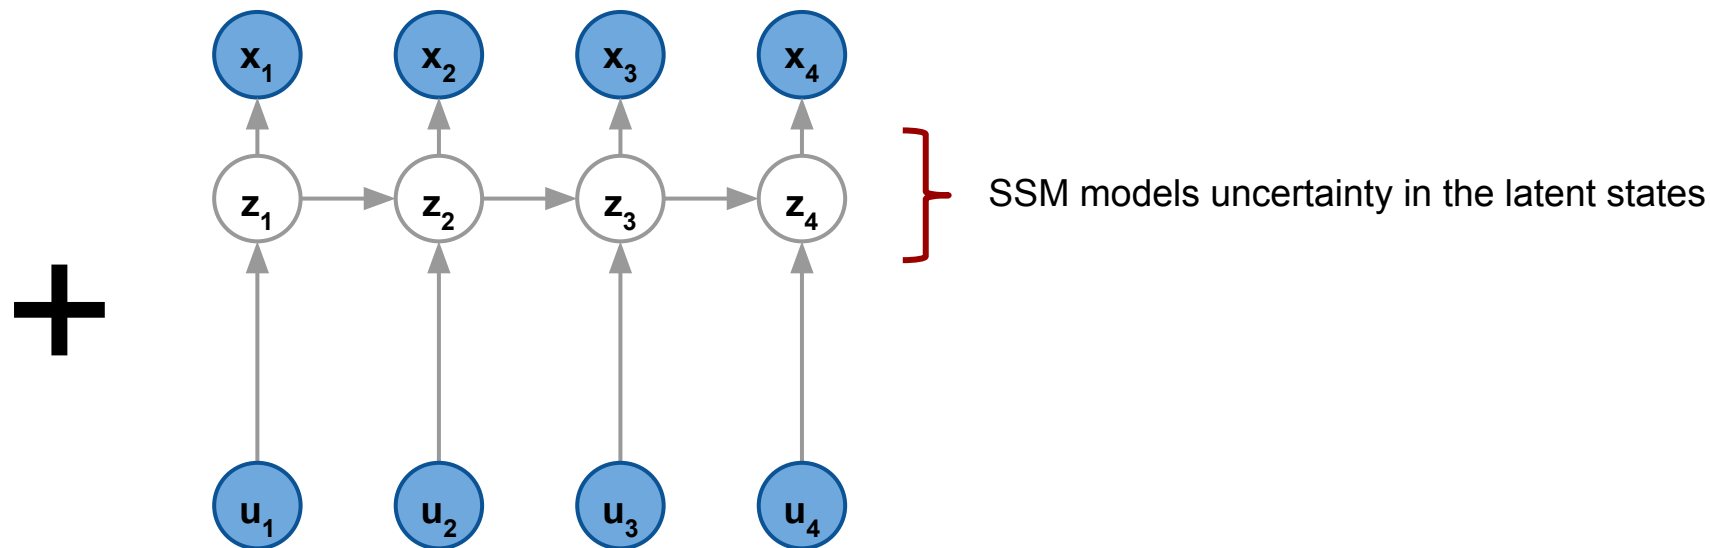 x₁ x₂ x₃ x₄
z₁ z₂ z₃ z₄ SSM models uncertainty in the latent states
+
u₁ u₂ u₃ u₄